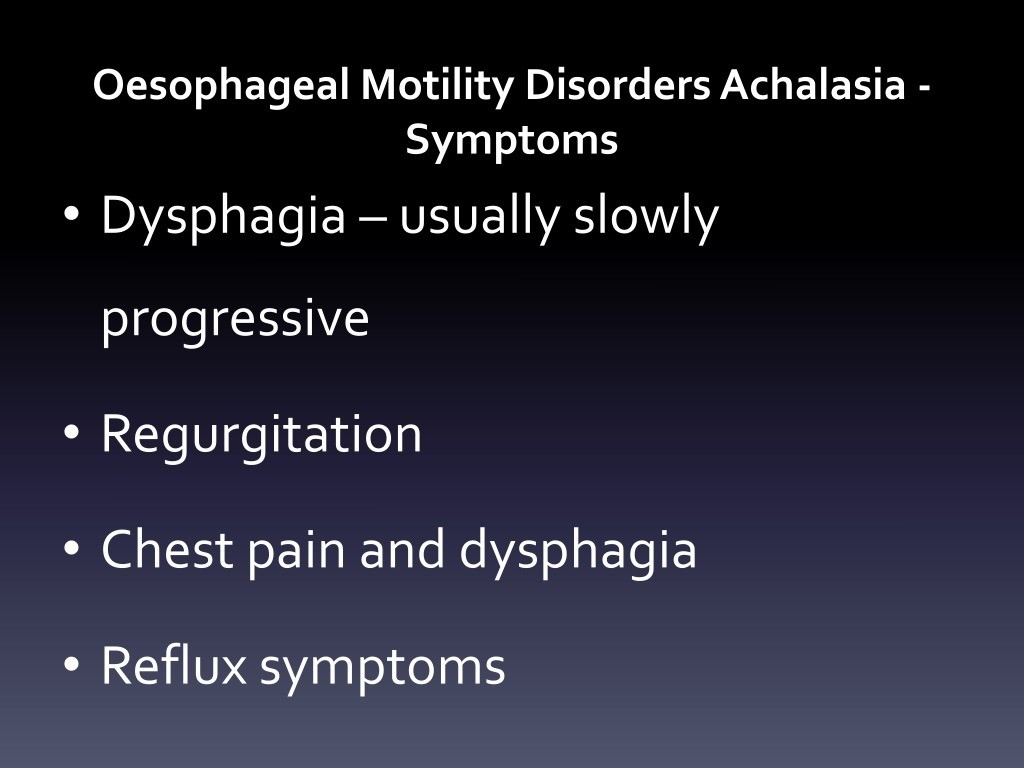 Oesophageal Motility Disorders Achalasia -
Symptoms
• Dysphagia – usually slowly
progressive
• Regurgitation
• Chest pain and dysphagia
• Reflux symptoms